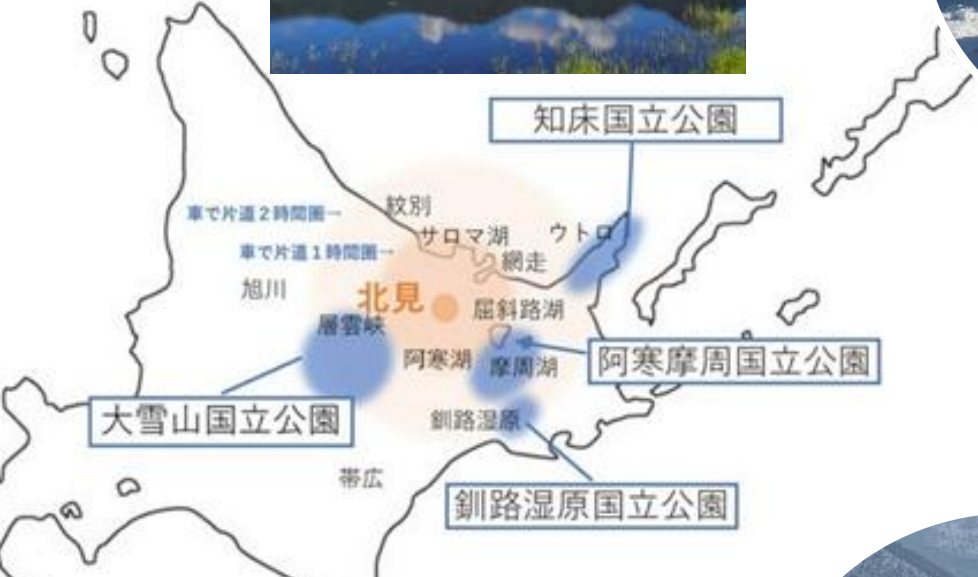 知床国立公園
車で片道2時間圏→
紋別
サロマ湖
ウトロ
車で片道1時間圏→
網走
旭川
北見
屈斜路湖
層雲峡
阿寒湖
摩周湖
阿寒摩周国立公園
大雪山国立公園
釧路湿原
帯広
釧路湿原国立公園